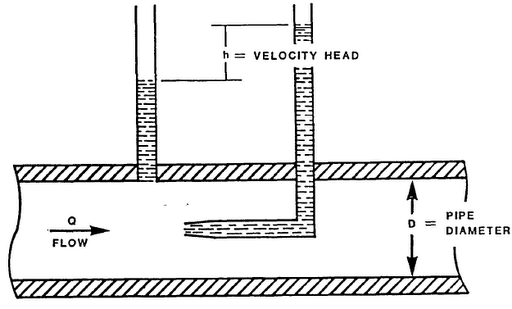 h = VELOCITY HEAD
Q
FLOW
D = PIPE
DIAMETER